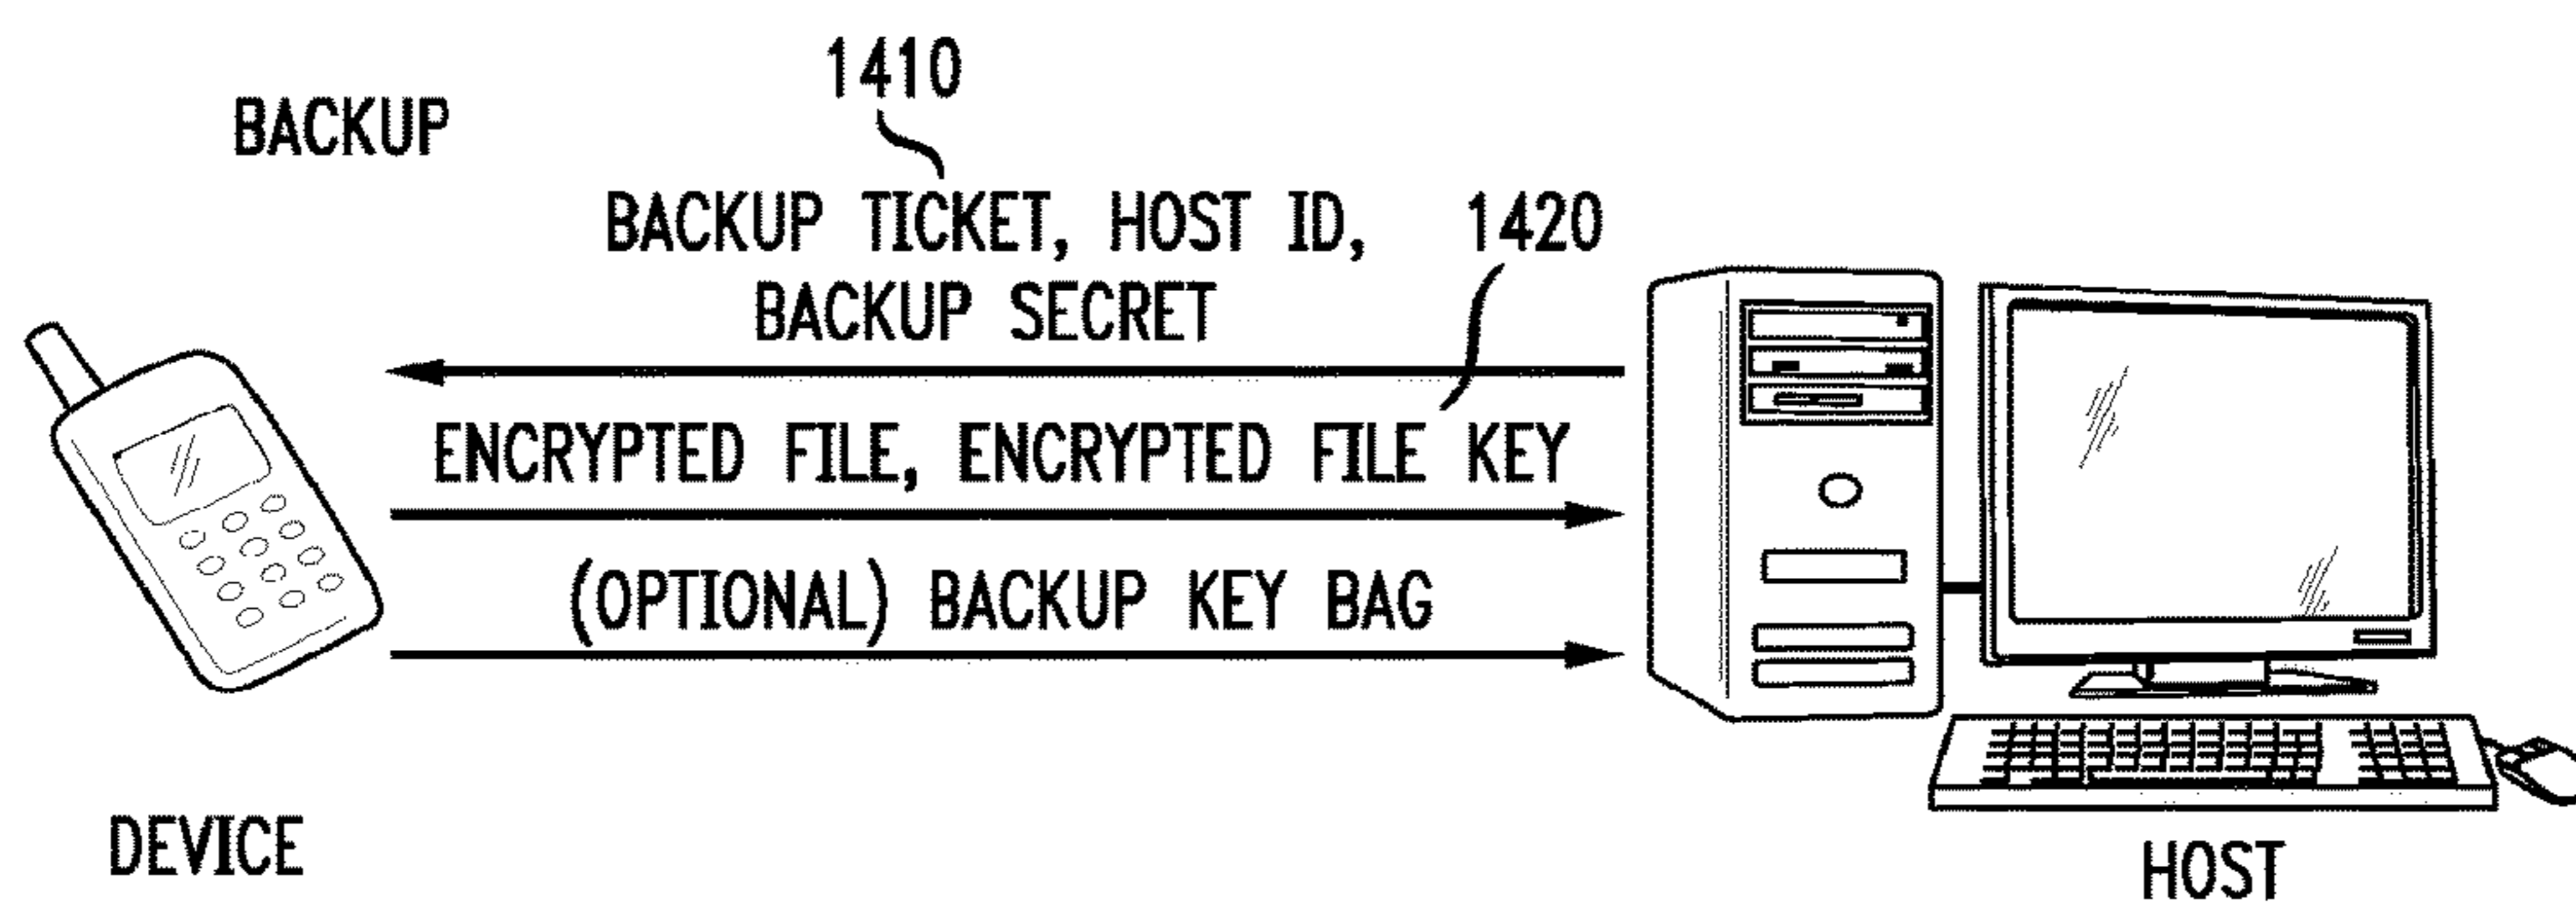 1410
BACKUP
BACKUP TICKET, HOST ID,
1420
BACKUP SECRET
ENCRYPTED FILE, ENCRYPTED FILE KEY
(OPTIONAL) BACKUP KEY BAG
DEVICE
HOST